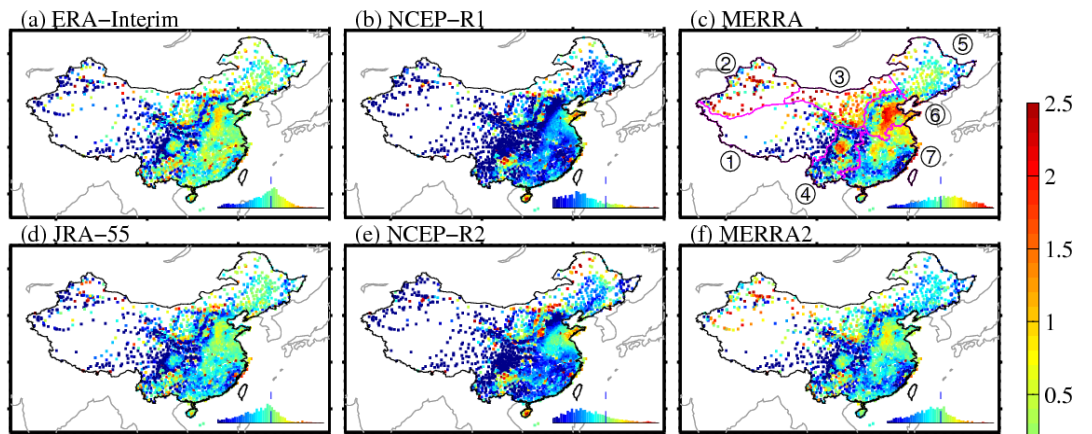 (a) ERA−Interim
(b) NCEP-R1
(c) MERRA
①
②
③
④
⑤
⑥
⑦
(d) JRA-55
(e) NCEP-R2
(f) MERRA2
2.5
2
1.5
1
0.5